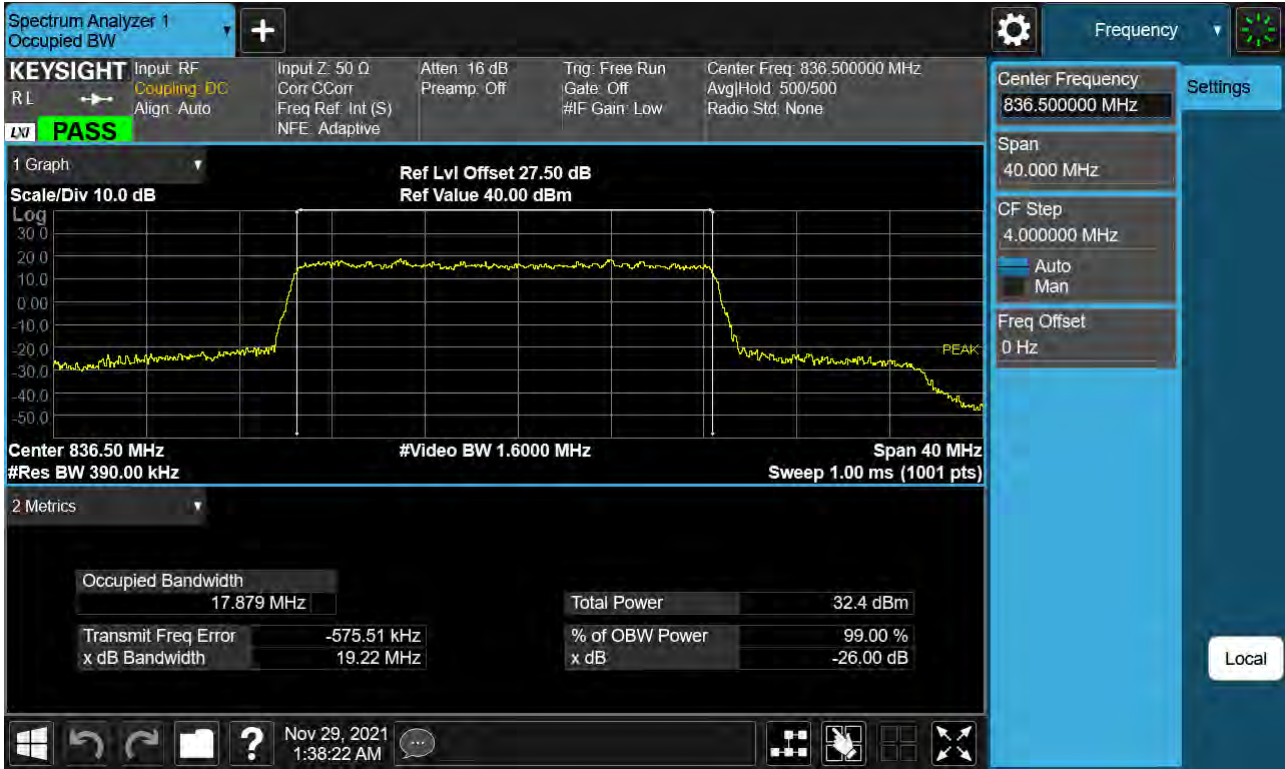 Spectrum Analyzer 1
Occupied BW
Frequency
KEYSIGHT
R L
LXI
PASS
Input: RF
Coupling: DC
Align: Auto
Input Z: 50 Ω
Corr CCorr
Freq Ref: Int (S)
NFE: Adaptive
Atten: 16 dB
Preamp: Off
Trig: Free Run
Gate: Off
#IF Gain: Low
Center Freq: 836.500000 MHz
Avg|Hold: 500/500
Radio Std: None
Center Frequency
836.500000 MHz
Settings
Span
40.000 MHz
CF Step
4.000000 MHz
Auto
Man
Freq Offset
0 Hz
1 Graph
Ref Lvl Offset 27.50 dB
Scale/Div 10.0 dB
Ref Value 40.00 dBm
Log
30.0
20.0
10.0
0.00
-10.0
-20.0
-30.0
-40.0
-50.0
PEAK
Center 836.50 MHz
#Video BW 1.6000 MHz
Span 40 MHz
#Res BW 390.00 kHz
Sweep 1.00 ms (1001 pts)
2 Metrics
Occupied Bandwidth
17.879 MHz
Total Power
32.4 dBm
Transmit Freq Error
-575.51 kHz
% of OBW Power
99.00 %
x dB Bandwidth
19.22 MHz
x dB
-26.00 dB
Local
?
Nov 29, 2021
1:38:22 AM